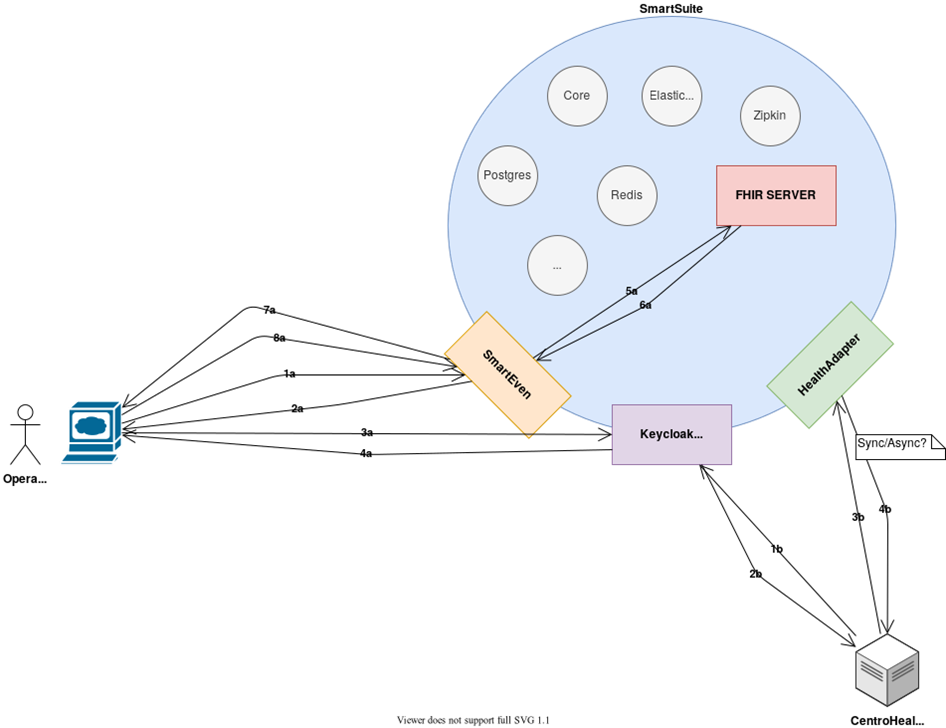 SmartSuite
Core
Elastic...
Zipkin
Postgres
Redis
FHIR SERVER
...
5a
6a
7a
8a
1a
2a
3a
4a
SmartEven
HealthAdapter
Keycloak...
Sync/Async?
Opera...
3b
4b
1b
2b
CentroHeal...
Viewer does not support full SVG 1.1